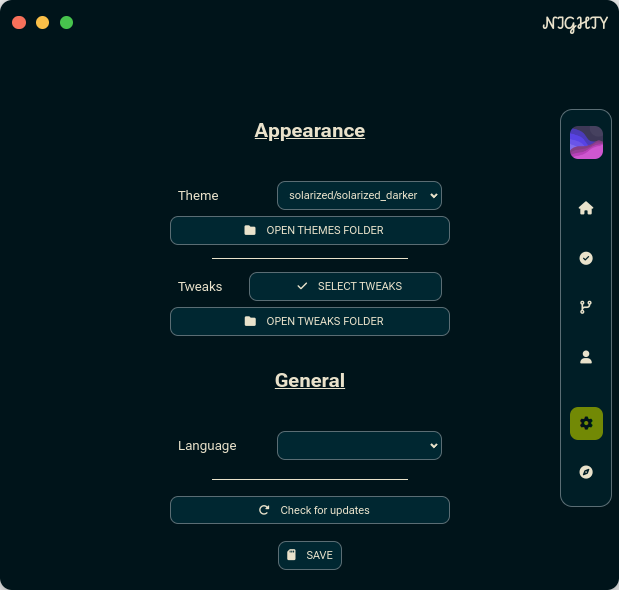 NIGHTY
Appearance
Theme
solarized/solarized_darker
OPEN THEMES FOLDER
Tweaks
SELECT TWEAKS
OPEN TWEAKS FOLDER
General
Language
Check for updates
SAVE